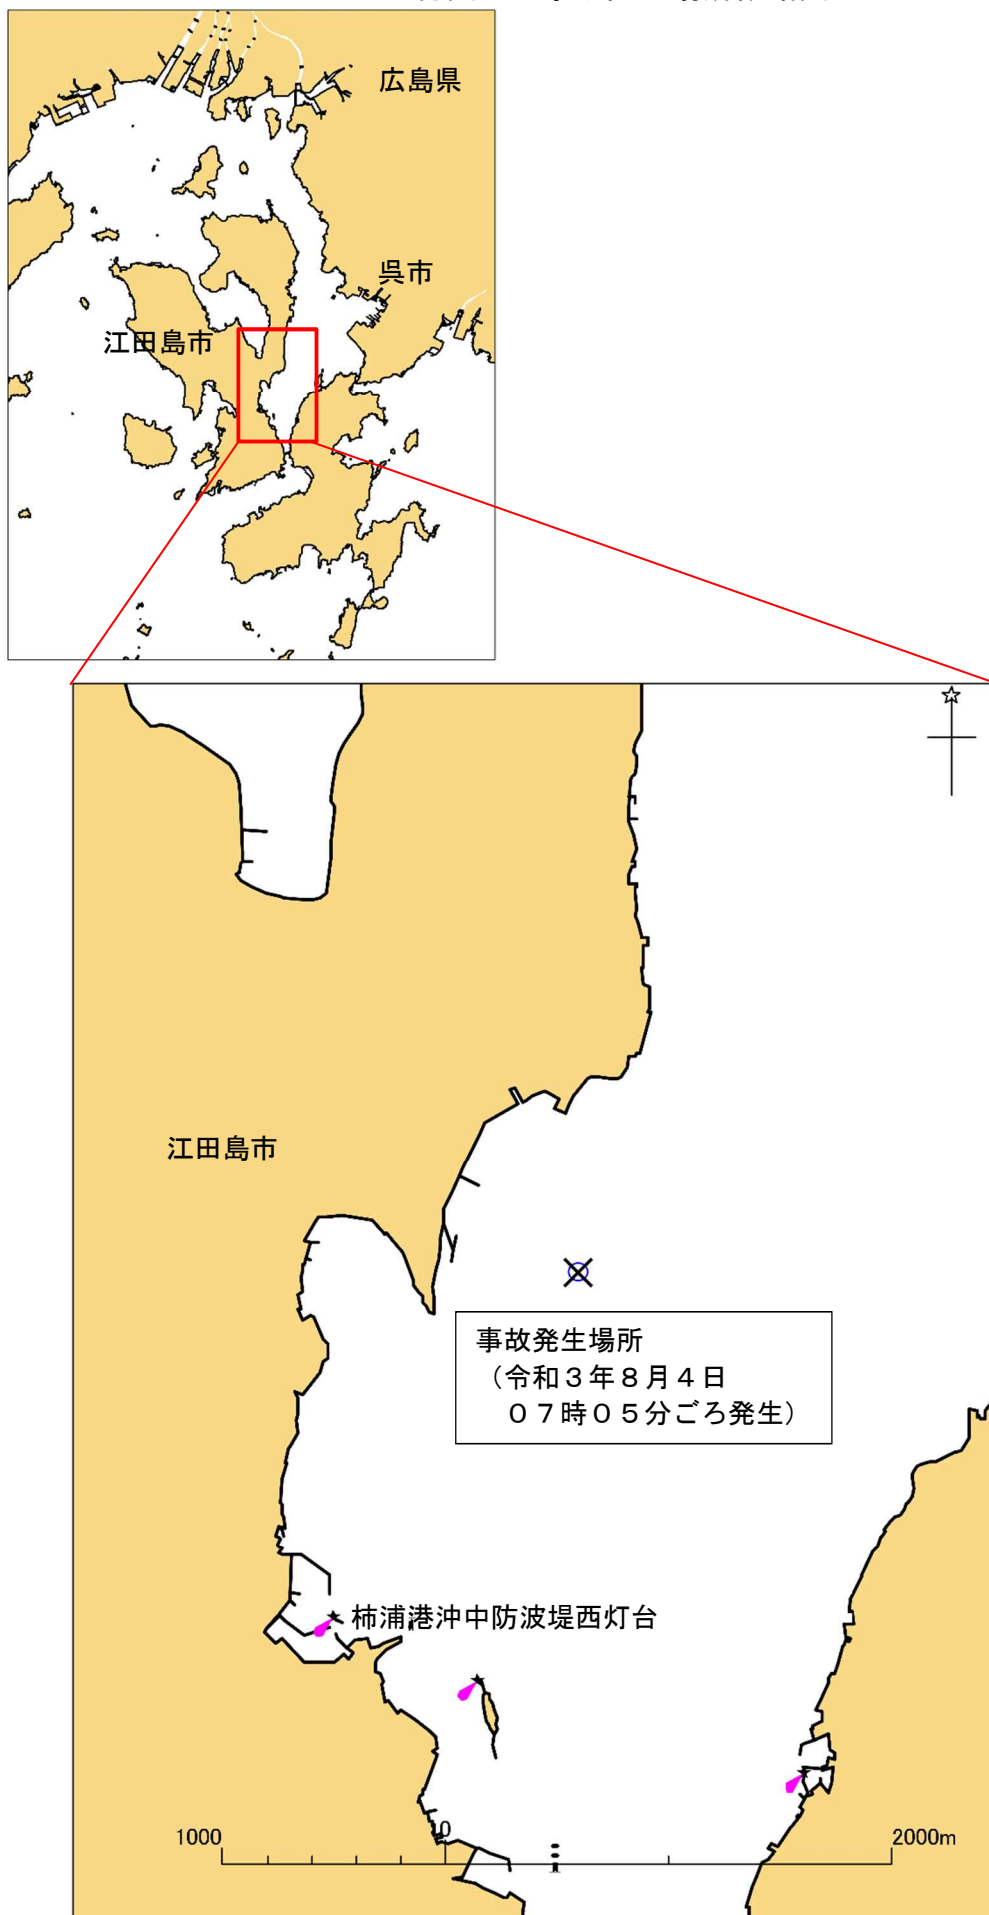 広島県
呉市
江田島市
江田島市
事故発生場所
（令和３年８月４日
０７時０５分ごろ発生）
柿浦港沖中防波堤西灯台
1000
0
2000m